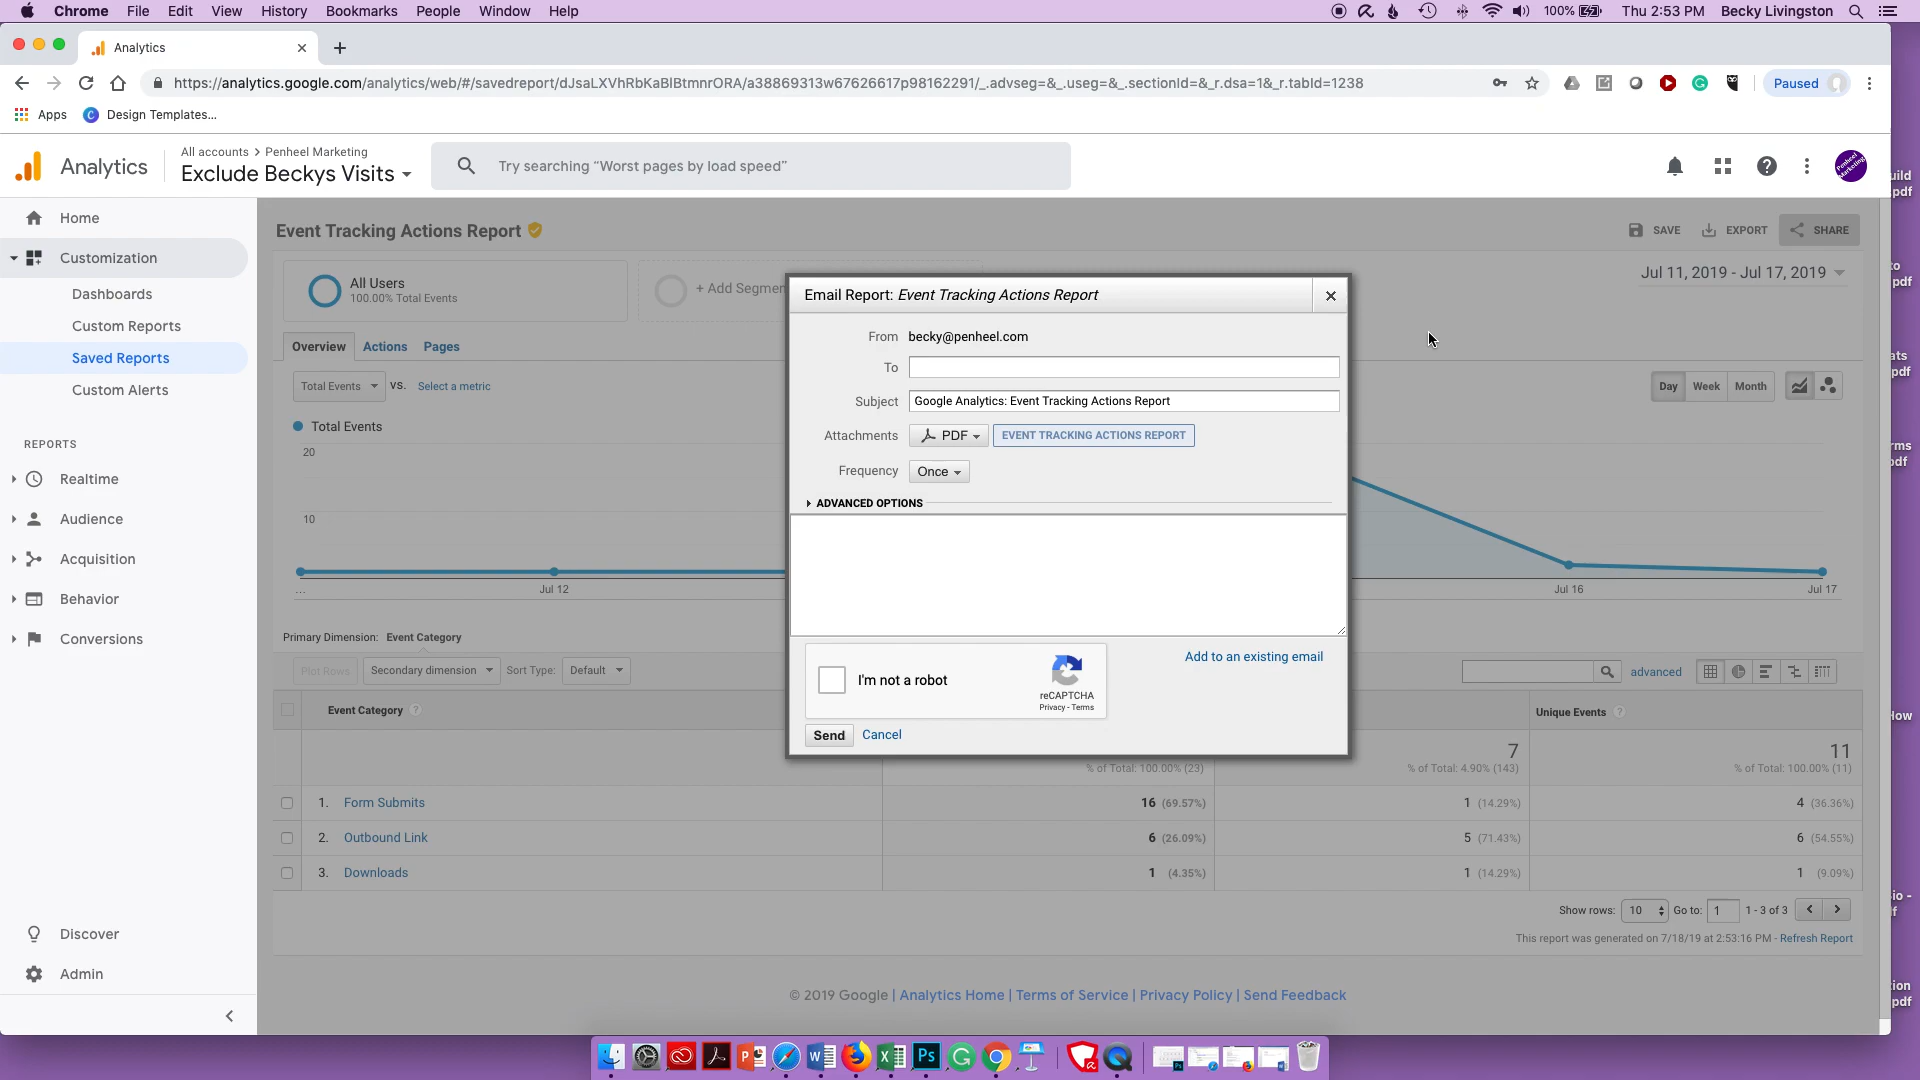 Chrome File Edit View History Bookmarks People Window Help 100% Thu 2:53 PM Becky Livingston
Analytics
https://analytics.google.com/analytics/web/#/savedreport/dJsaLXVhRbKaBlBtmnrORA/a38869313w67626617p98162291/_.advseg=&_.useg=&_.sectionId=&_r.dsa=1&_r.tabId=1238 Paused
Apps Design Templates...
Analytics
All accounts > Penheel Marketing
Exclude Beckys Visits
Try searching “Worst pages by load speed”
Home
Customization
Dashboards
Custom Reports
Saved Reports
Custom Alerts
REPORTS
Realtime
Audience
Acquisition
Behavior
Conversions
Discover
Admin
Event Tracking Actions Report
SAVE EXPORT SHARE
All Users
100.00% Total Events
+ Add Segmen
Jul 11, 2019 - Jul 17, 2019
Overview Actions Pages
Total Events VS. Select a metric
Day Week Month
Total Events
20
10
... Jul 12 Jul 16 Jul 17
Email Report: Event Tracking Actions Report
From becky@penheel.com
To
Subject Google Analytics: Event Tracking Actions Report
Attachments PDF EVENT TRACKING ACTIONS REPORT
Frequency Once
ADVANCED OPTIONS
I'm not a robot
reCAPTCHA
Privacy - Terms
Add to an existing email
Send Cancel
Primary Dimension: Event Category
Plot Rows Secondary dimension Sort Type: Default advanced
Event Category Unique Events
7 11
% of Total: 100.00% (23) % of Total: 4.90% (143) % of Total: 100.00% (11)
1. Form Submits 16 (69.57%) 1 (14.29%) 4 (36.36%)
2. Outbound Link 6 (26.09%) 5 (71.43%) 6 (54.55%)
3. Downloads 1 (4.35%) 1 (14.29%) 1 (9.09%)
Show rows: 10 Go to: 1 1 - 3 of 3
This report was generated on 7/18/19 at 2:53:16 PM - Refresh Report
© 2019 Google | Analytics Home | Terms of Service | Privacy Policy | Send Feedback